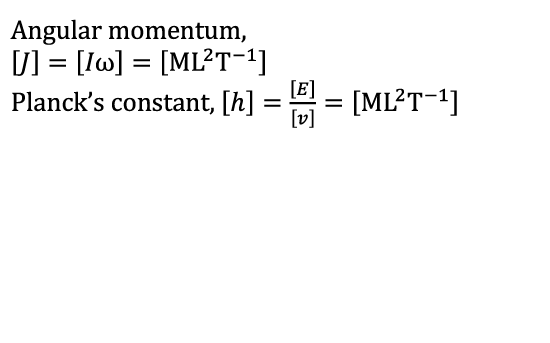 Angular momentum,
[J] = [Iω] = [ML²T⁻¹]
Planck's constant, [h] = [E]/[v] = [ML²T⁻¹]